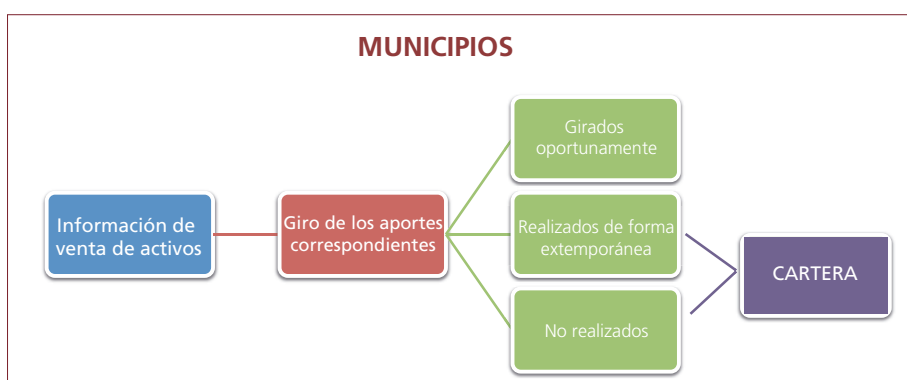 MUNICIPIOS
Información de
venta de activos
Giro de los aportes
correspondientes
Girados
oportunamente
Realizados de forma
extemporánea
No realizados
CARTERA